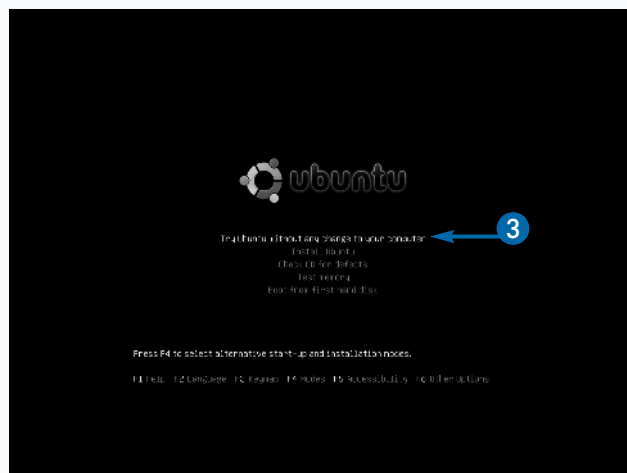 ubuntu
Try Ubuntu without any change to your computer
3
Install Ubuntu
Check CD for defects
Test memory
Boot from first hard disk
Press F4 to select alternative start-up and installation modes.
F1 Help F2 Language F3 Keymap F4 Modes F5 Accessibility F6 Other Options